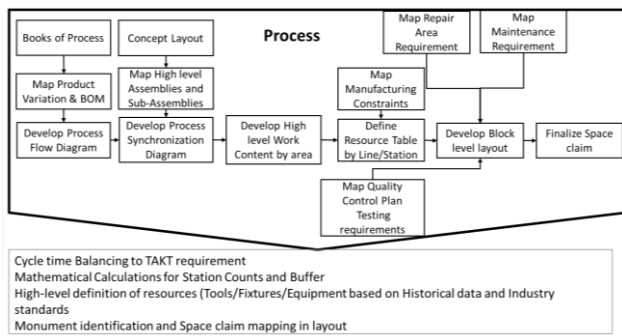 Process
Books of Process
Concept Layout
Map Repair
Area
Requirement
Map
Maintenance
Requirement
Map Product
Variation & BOM
Map High level
Assemblies and
Sub-Assemblies
Map
Manufacturing
Constraints
Develop Process
Flow Diagram
Develop Process
Synchronization
Diagram
Develop High
level Work
Content by area
Define
Resource Table
by Line/Station
Develop Block
level layout
Finalize Space
claim
Map Quality
Control Plan
Testing
requirements
Cycle time Balancing to TAKT requirement
Mathematical Calculations for Station Counts and Buffer
High-level definition of resources (Tools/Fixtures/Equipment based on Historical data and Industry
standards
Monument identification and Space claim mapping in layout